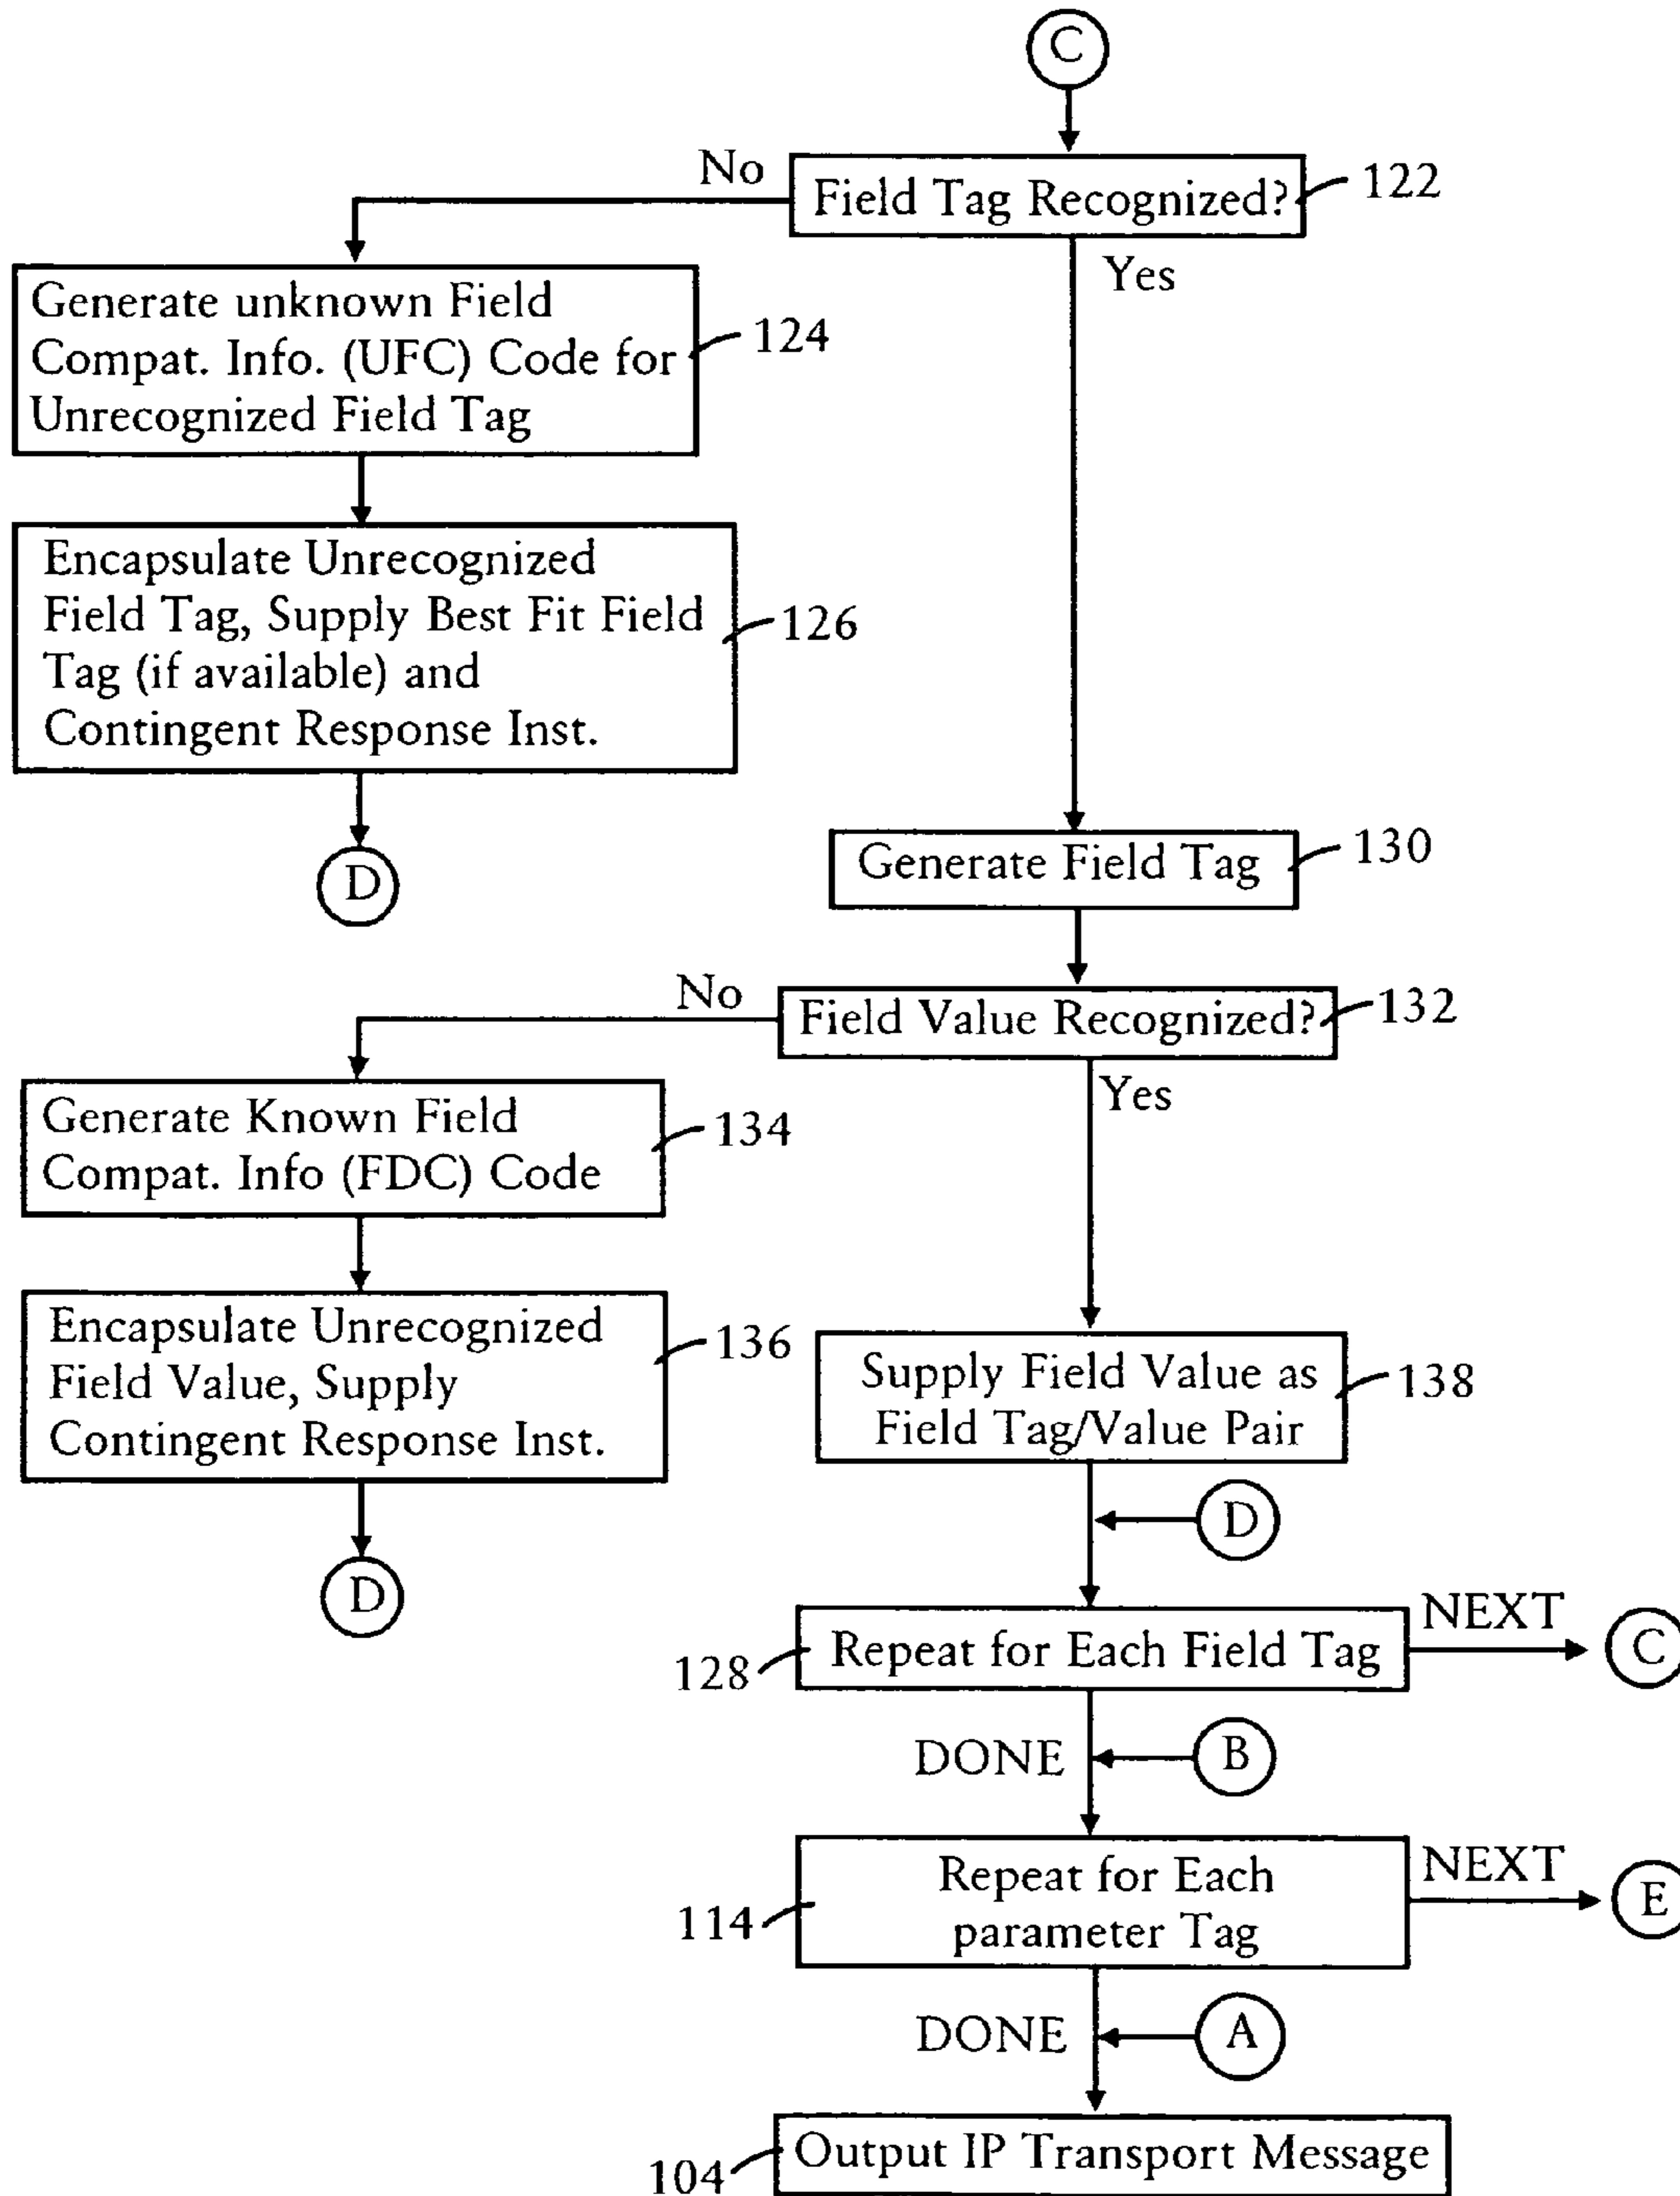 C
No
Field Tag Recognized?
122
Yes
Generate unknown Field
Compat. Info. (UFC) Code for
Unrecognized Field Tag
124
Encapsulate Unrecognized
Field Tag, Supply Best Fit Field
Tag (if available) and
Contingent Response Inst.
126
D
Generate Field Tag
130
No
Field Value Recognized?
132
Yes
Generate Known Field
Compat. Info (FDC) Code
134
Encapsulate Unrecognized
Field Value, Supply
Contingent Response Inst.
136
D
Supply Field Value as
Field Tag/Value Pair
138
D
Repeat for Each Field Tag
128
NEXT
C
DONE
B
Repeat for Each
parameter Tag
114
NEXT
E
DONE
A
Output IP Transport Message
104